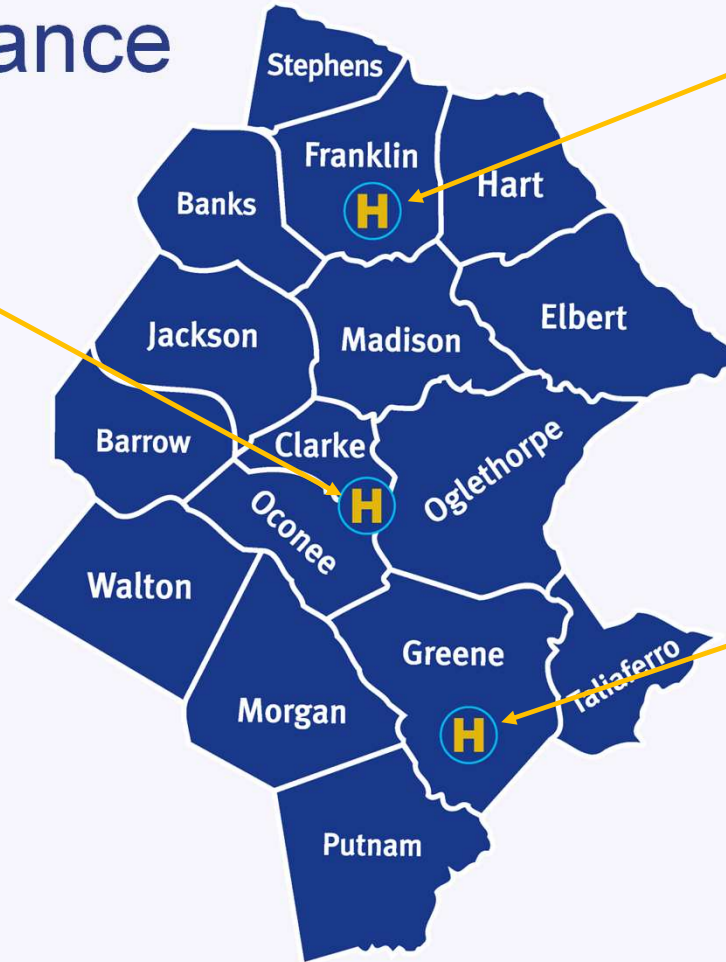 ance
Stephens
Franklin
H
Hart
Banks
Elbert
Jackson
Madison
Barrow
Clarke
Oglethorpe
H
Oconee
Walton
Greene
Taliaferro
Morgan
H
Putnam